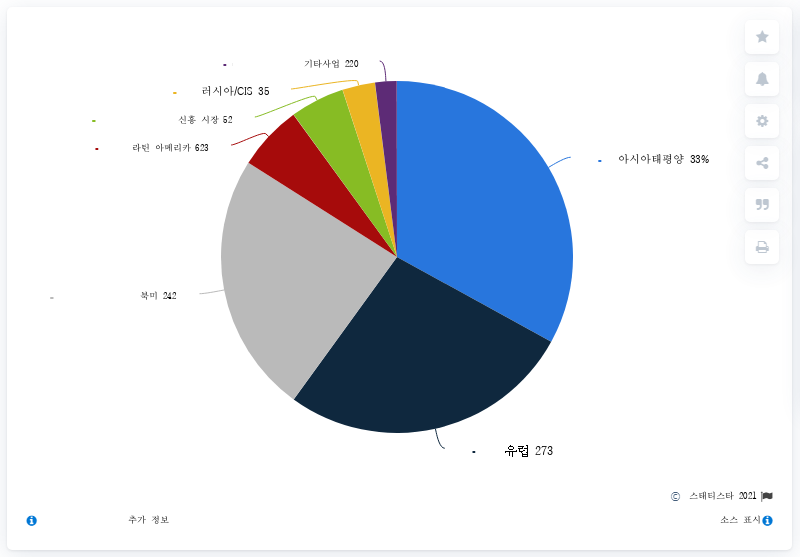 기타사업 220
러시아/CIS 35
신흥 시장 52
라틴 아메리카 623
아시아태평양 33%
북미 242
유럽 273
© 스태티스타 2021
추가 정보
소스 표시